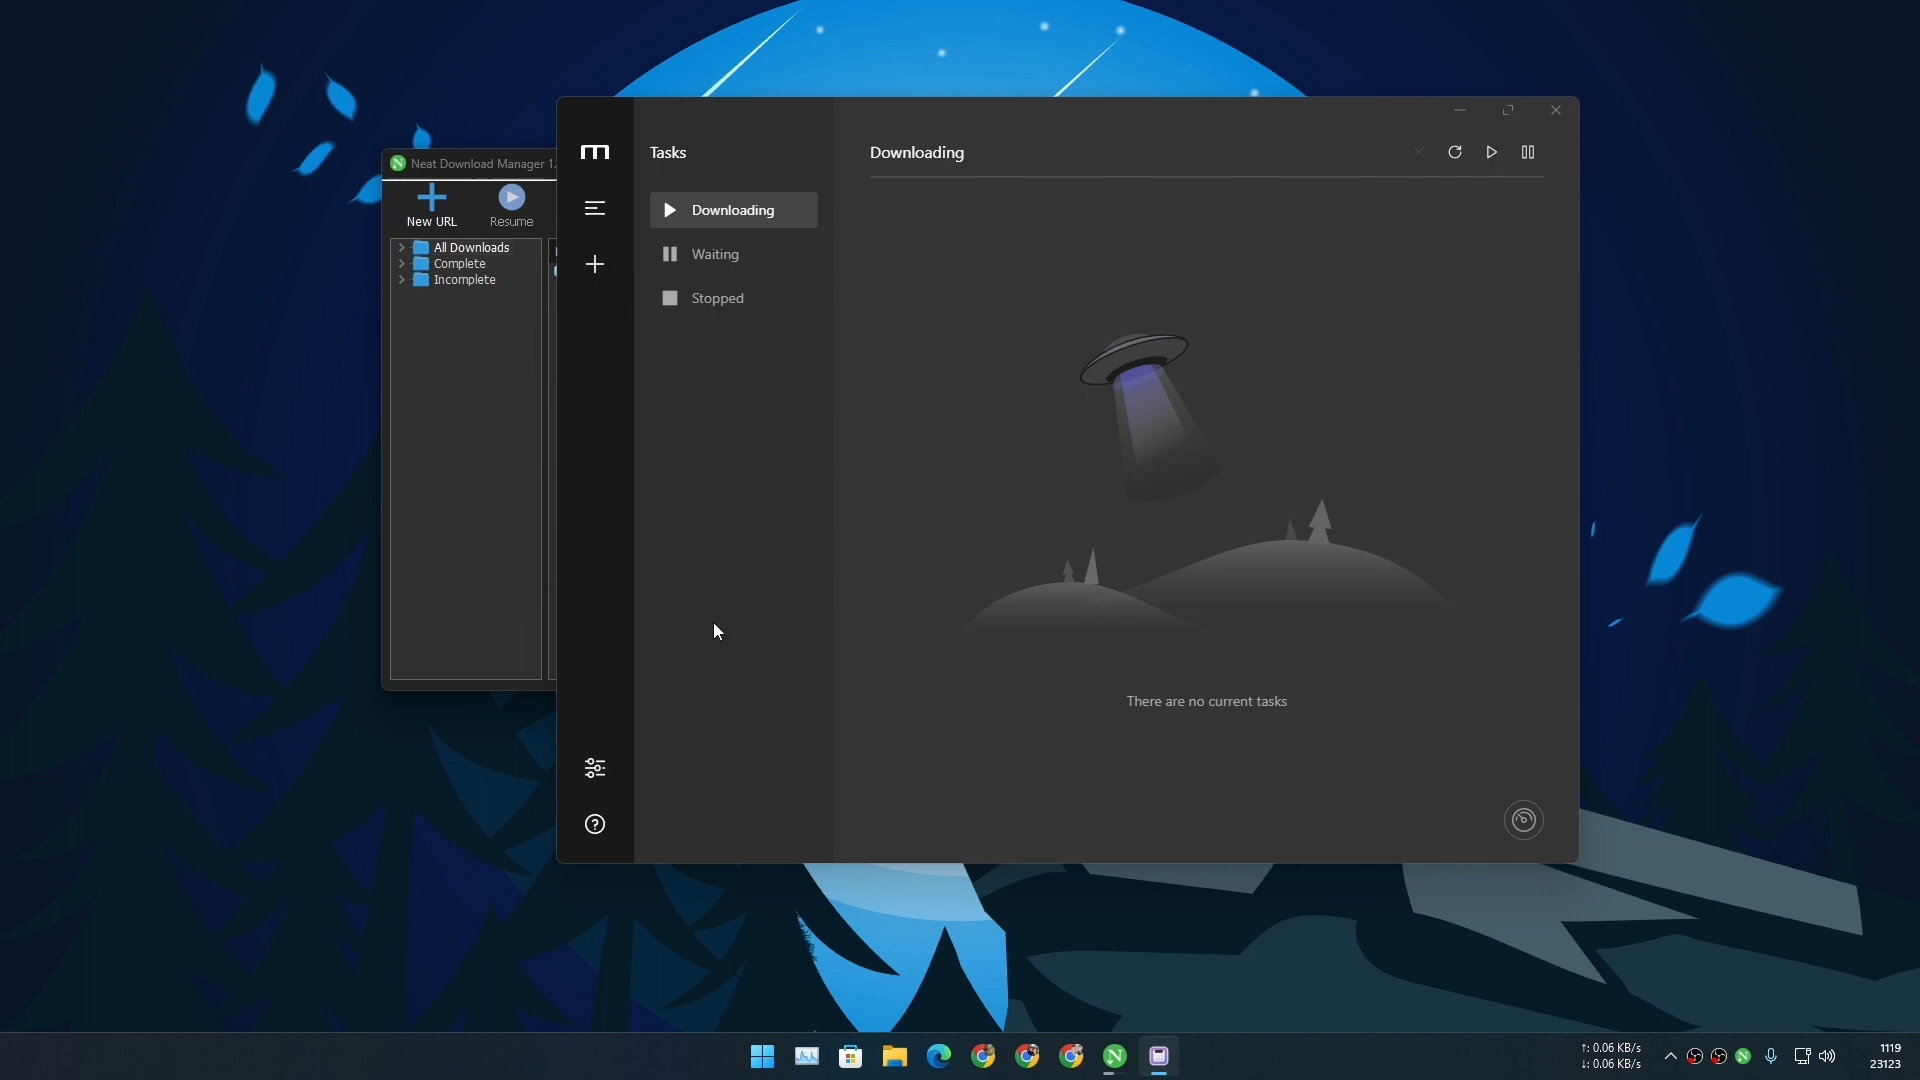 Neat Download Manager 1.
New URL
Resume
All Downloads
Complete
Incomplete
m
Tasks
Downloading
Waiting
Stopped
Downloading
There are no current tasks
↑: 0.06 KB/s
↓: 0.06 KB/s
1119
23123